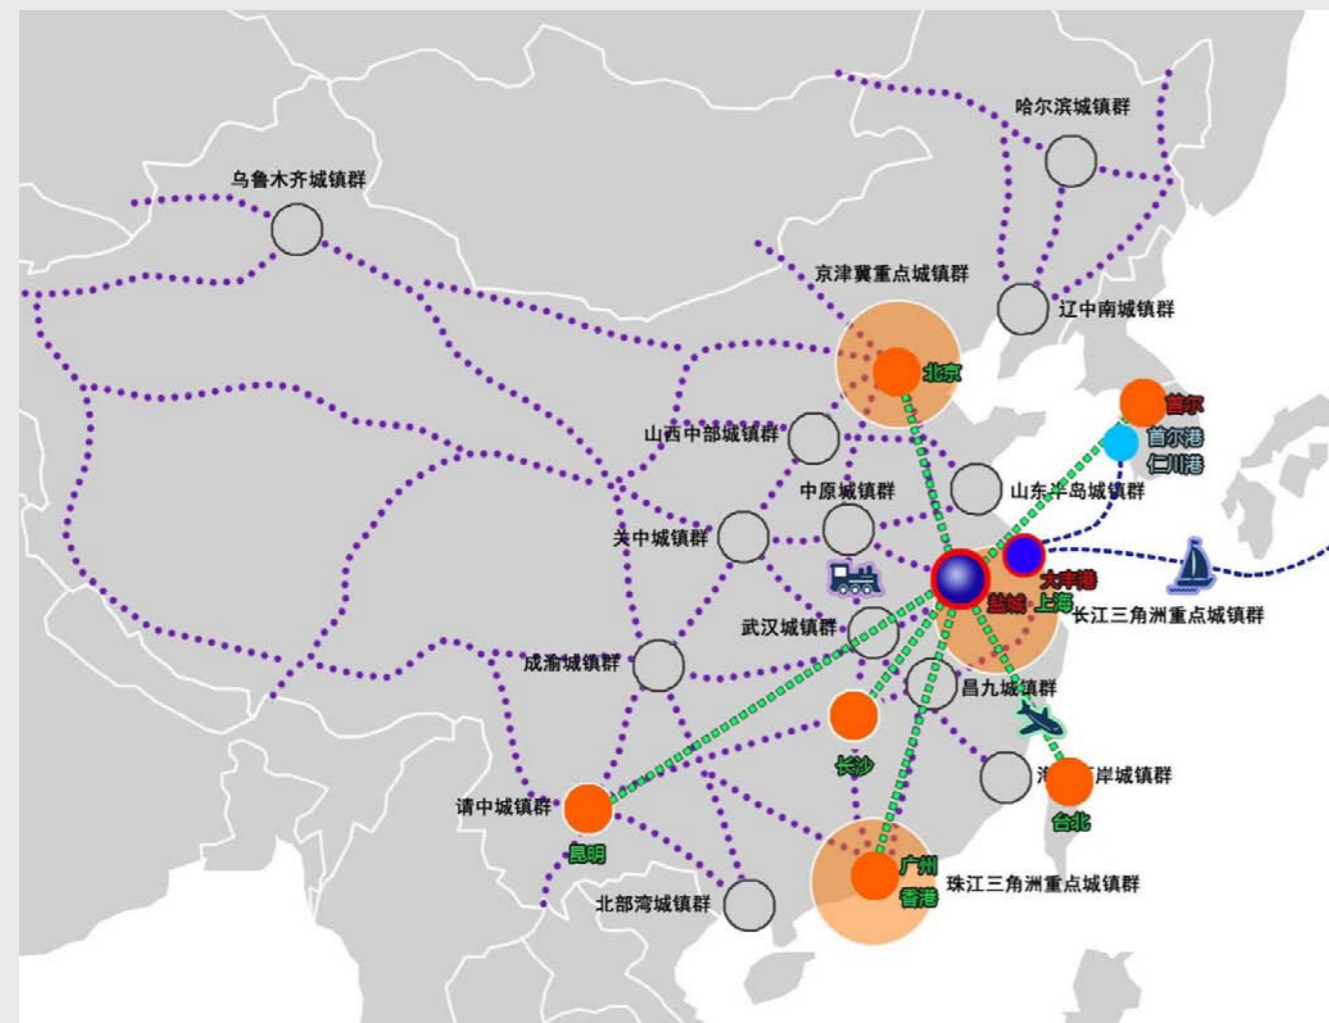 哈尔滨城镇群
乌鲁木齐城镇群
京津冀重点城镇群
辽中南城镇群
北京
首尔
山西中部城镇群
首尔港
仁川港
中原城镇群
山东半岛城镇群
关中城镇群
大丰港
盐城
上海
长江三角洲重点城镇群
武汉城镇群
成渝城镇群
昌九城镇群
长沙
岸城镇群
请中城镇群
台北
昆明
广州
香港
珠江三角洲重点城镇群
北部湾城镇群